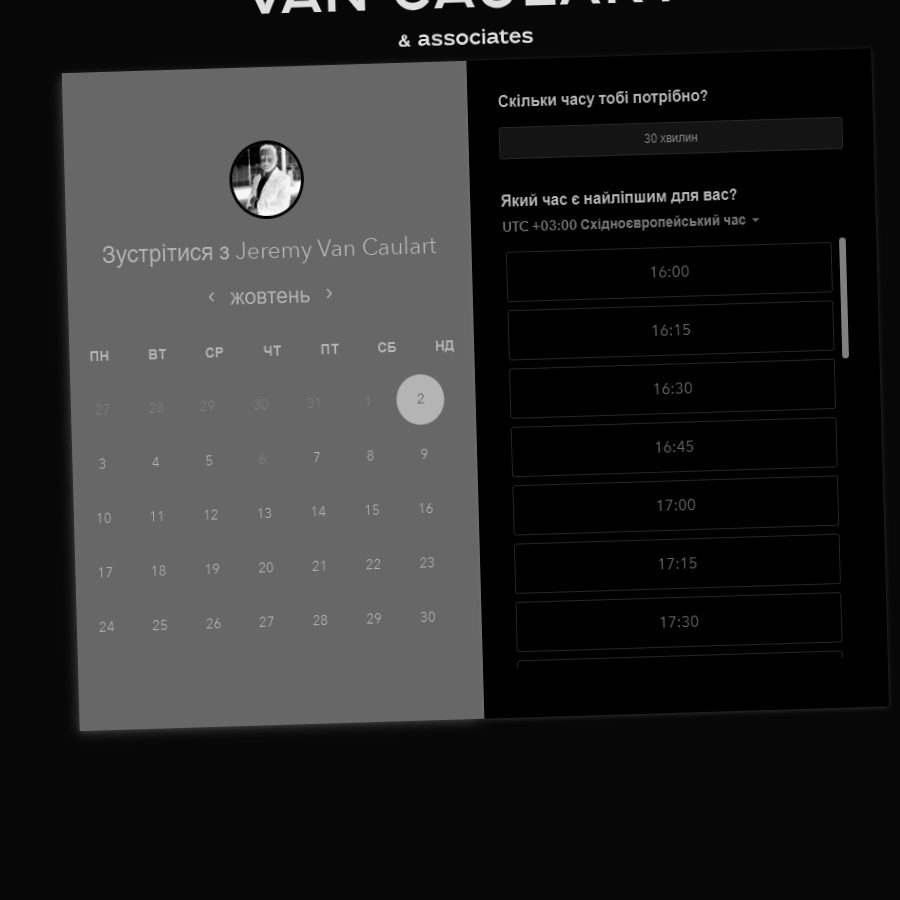 VAN CAULART
& associates
Зустрітися з Jeremy Van Caulart
жовтень
ПН ВТ СР ЧТ ПТ СБ НД
27 28 29 30 31 1 2
3 4 5 6 7 8 9
10 11 12 13 14 15 16
17 18 19 20 21 22 23
24 25 26 27 28 29 30
Скільки часу тобі потрібно?
30 хвилин
Який час є найліпшим для вас?
UTC +03:00 Східноєвропейський час
16:00
16:15
16:30
16:45
17:00
17:15
17:30